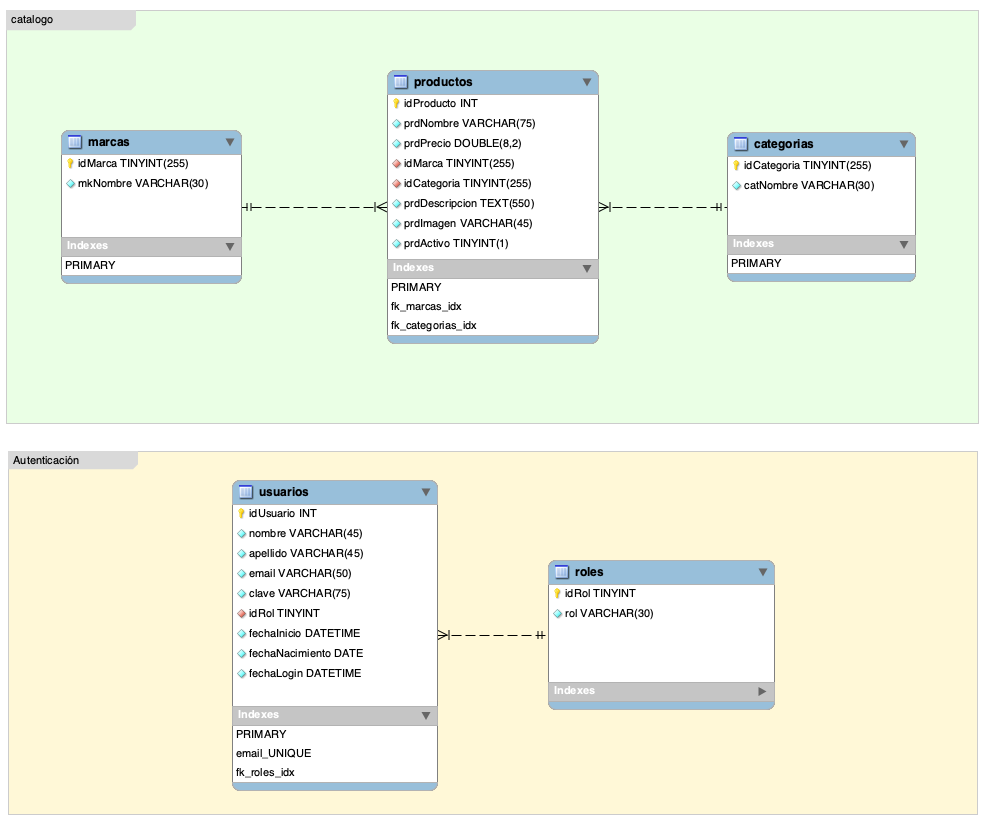 catalogo
marcas
idMarca TINYINT(255)
mkNombre VARCHAR(30)
Indexes
PRIMARY
productos
idProducto INT
prdNombre VARCHAR(75)
prdPrecio DOUBLE(8,2)
idMarca TINYINT(255)
idCategoria TINYINT(255)
prdDescripcion TEXT(550)
prdImagen VARCHAR(45)
prdActivo TINYINT(1)
Indexes
PRIMARY
fk_marcas_idx
fk_categorias_idx
categorias
idCategoria TINYINT(255)
catNombre VARCHAR(30)
Indexes
PRIMARY
Autenticación
usuarios
idUsuario INT
nombre VARCHAR(45)
apellido VARCHAR(45)
email VARCHAR(50)
clave VARCHAR(75)
idRol TINYINT
fechaInicio DATETIME
fechaNacimiento DATE
fechaLogin DATETIME
Indexes
PRIMARY
email_UNIQUE
fk_roles_idx
roles
idRol TINYINT
rol VARCHAR(30)
Indexes